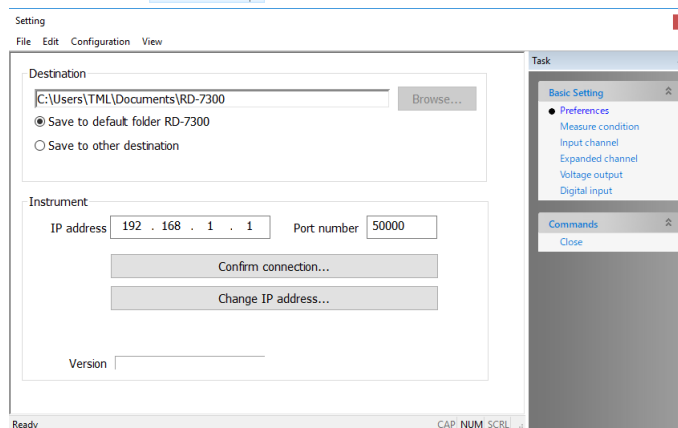 Setting
File Edit Configuration View
Task
Destination
C:\Users\TML\Documents\RD-7300
Browse...
Save to default folder RD-7300
Save to other destination
Instrument
IP address 192 . 168 . 1 . 1 Port number 50000
Confirm connection...
Change IP address...
Version
Basic Setting
Preferences
Measure condition
Input channel
Expanded channel
Voltage output
Digital input
Commands
Close
Ready CAP NUM SCRL